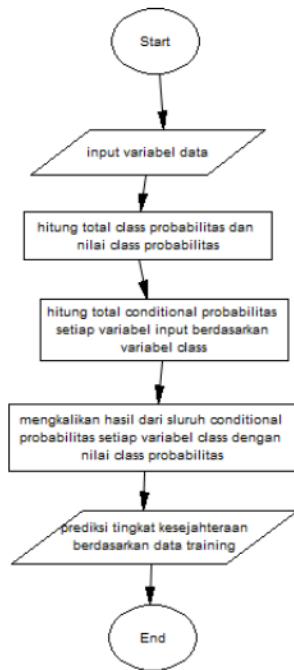 Start
input variabel data
hitung total class probabilitas dan
nilai class probabilitas
hitung total conditional probabilitas
setiap variabel input berdasarkan
variabel class
mengkalikan hasil dari sluruh conditional
probabilitas setiap variabel class dengan
nilai class probabilitas
prediksi tingkat kesejahteraan
berdasarkan data training
End